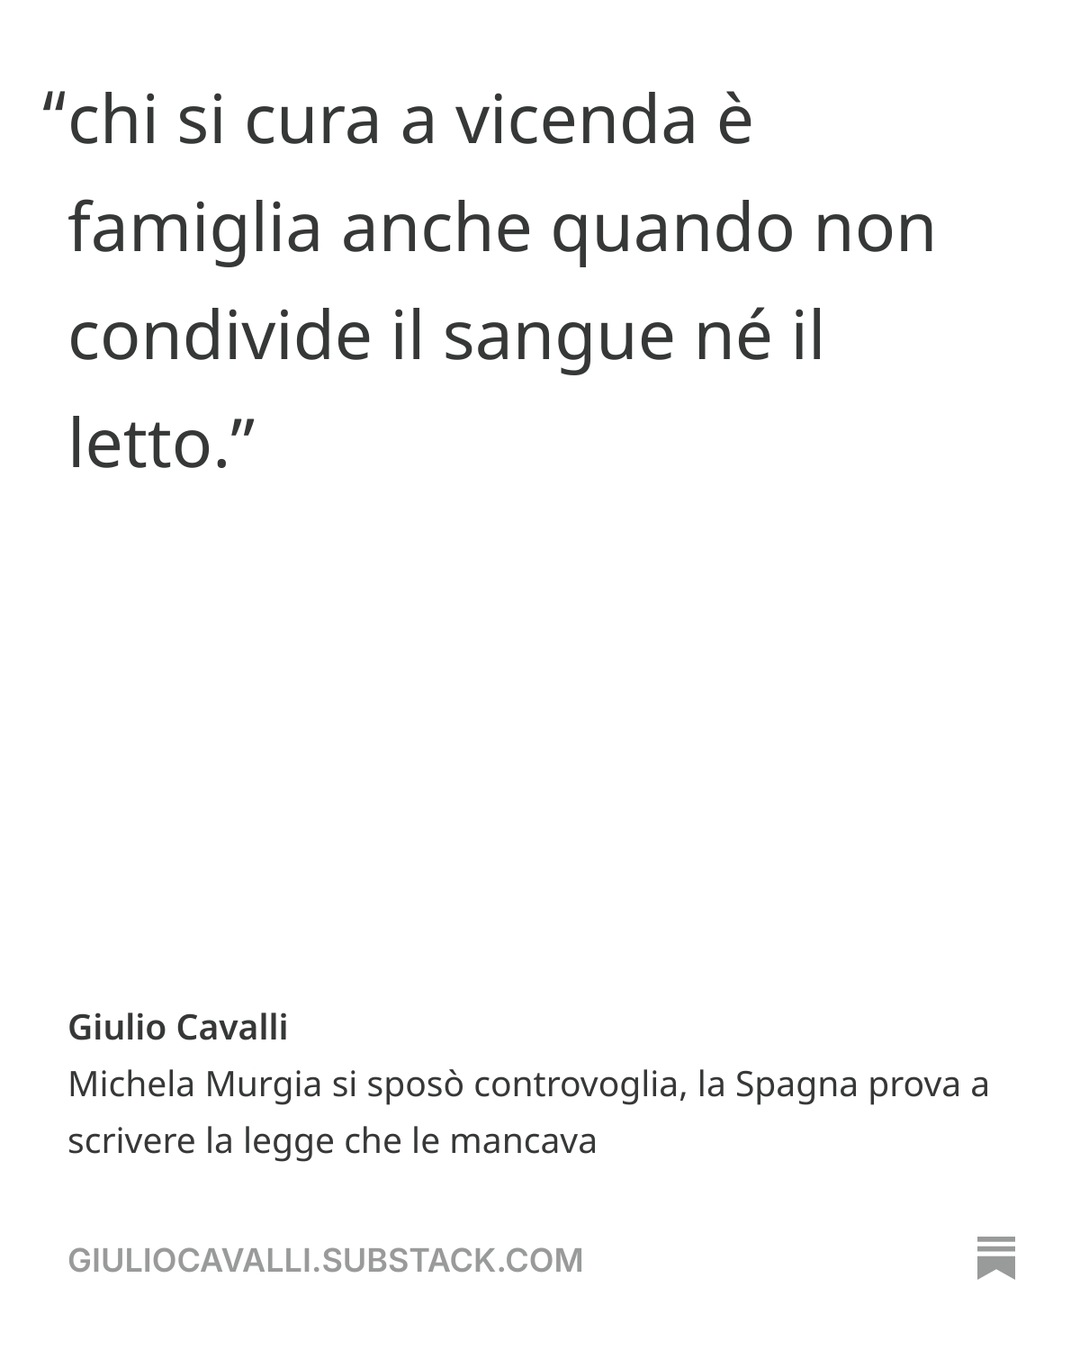 “chi si cura a vicenda è
famiglia anche quando non
condivide il sangue né il
letto.”
Giulio Cavalli
Michela Murgia si sposò controvoglia, la Spagna prova a
scrivere la legge che le mancava
GIULIOCAVALLI.SUBSTACK.COM